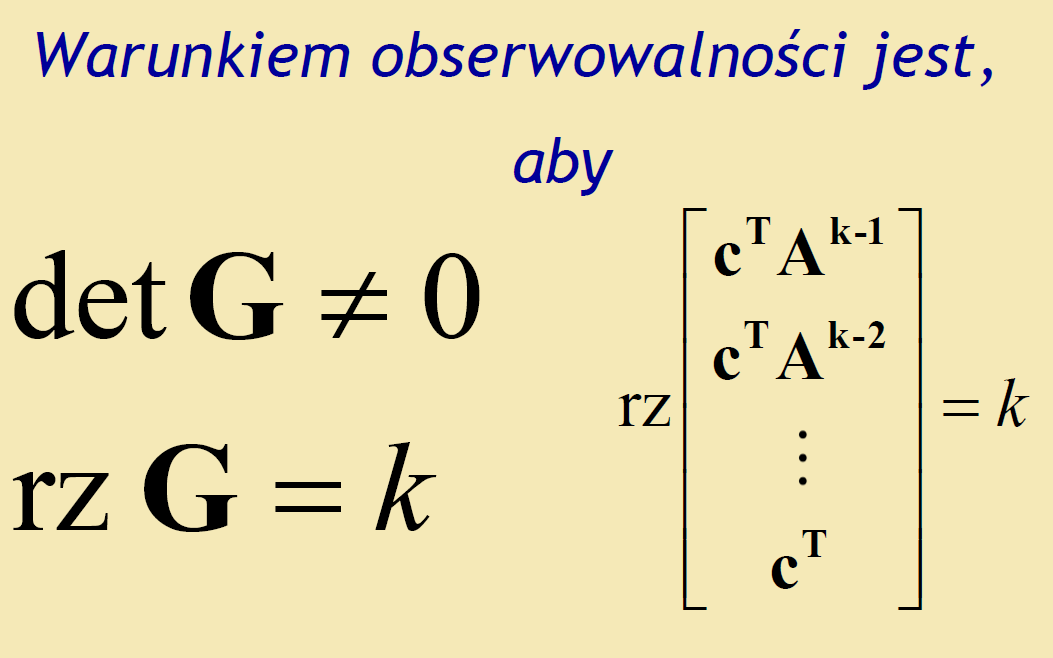 Warunkiem obserwowalności jest,
aby
det G ≠ 0
rz G = k
rz [ c^T A^{k-1}
c^T A^{k-2}
⋮
c^T ] = k